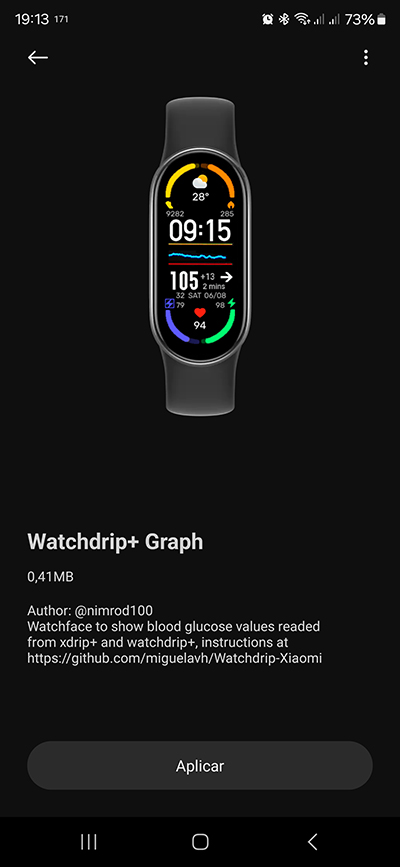 19:13 171 73%
28°
9282 285
09:15
105 +13
2 mins
32 SAT 06/08
79 98
94
Watchdrip+ Graph
0,41MB
Author: @nimrod100
Watchface to show blood glucose values readed
from xdrip+ and watchdrip+, instructions at
https://github.com/miguelavh/Watchdrip-Xiaomi
Aplicar